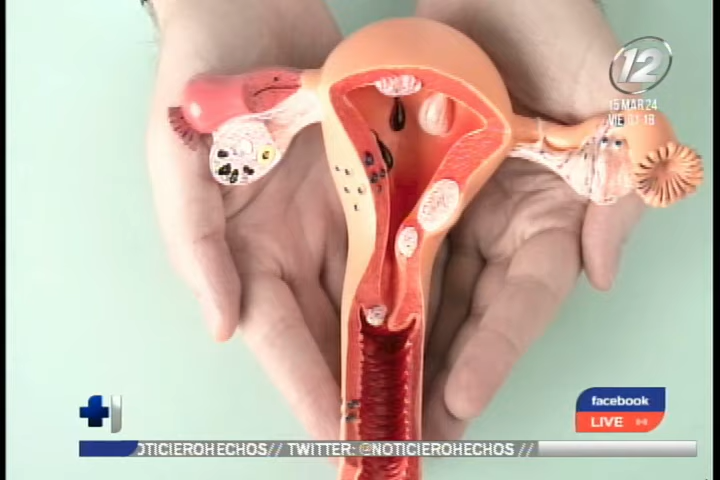 12
15 MAR 24
VIE 01:18
facebook
LIVE
OTICIEROHECHOS// TWITTER: @NOTICIEROHECHOS //